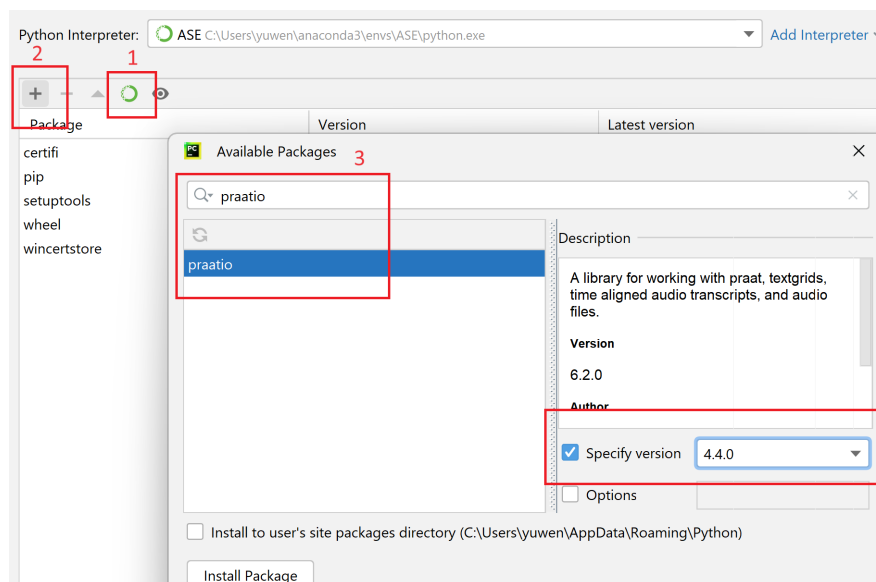 Python Interpreter: ASE C:\Users\yuwen\anaconda3\envs\ASE\python.exe Add Interpreter
2 1
Package Version Latest version
certifi
pip
setuptools
wheel
wincertstore
PC Available Packages 3
praatio
praatio
Description
A library for working with praat, textgrids,
time aligned audio transcripts, and audio
files.
Version
6.2.0
Author
Specify version 4.4.0
Options
Install to user's site packages directory (C:\Users\yuwen\AppData\Roaming\Python)
Install Package